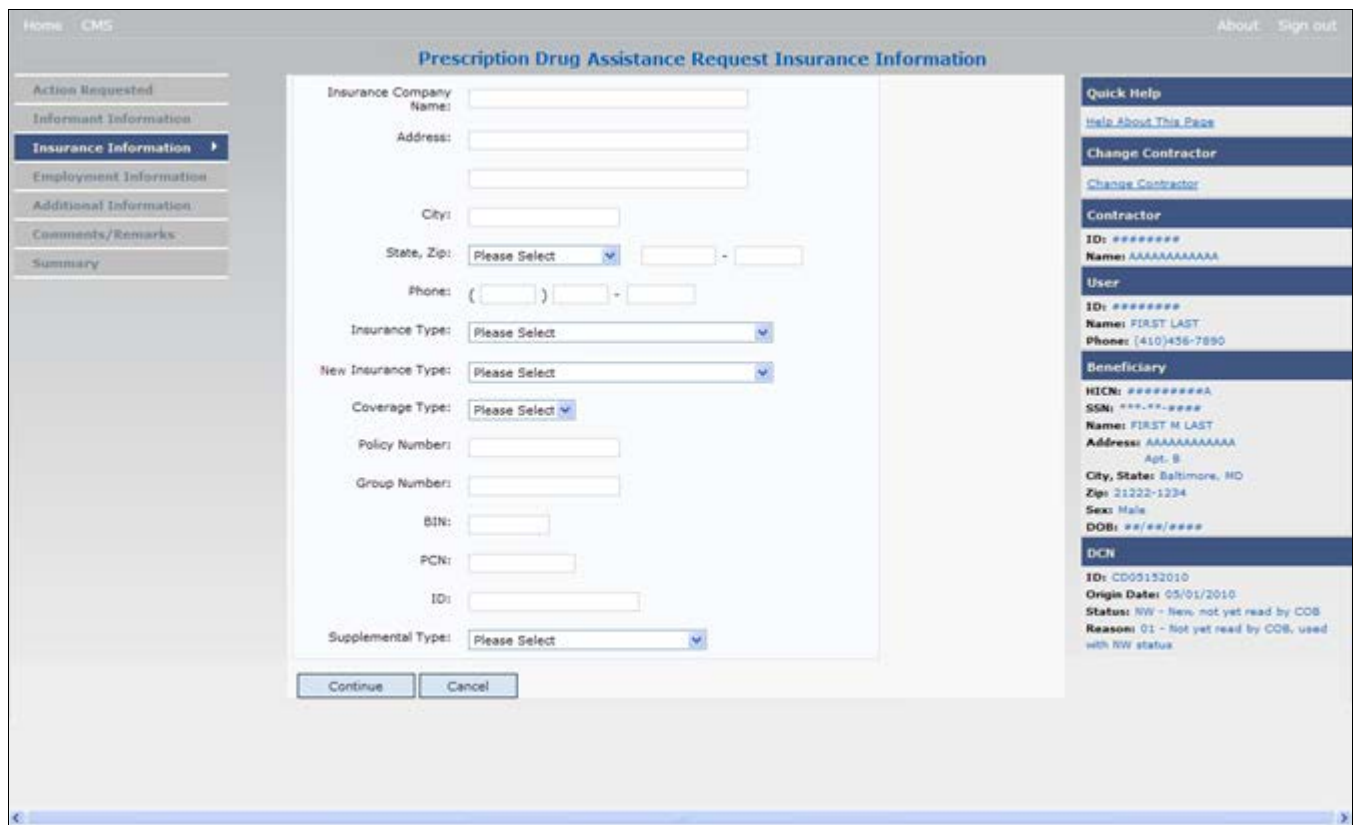 Home CMS About Sign out
Prescription Drug Assistance Request Insurance Information
Action Requested
Informant Information
Insurance Information
Employment Information
Additional Information
Comments/Remarks
Summary
Insurance Company
Name:
Address:
City:
State, Zip: Please Select -
Phone: ( ) -
Insurance Type: Please Select
New Insurance Type: Please Select
Coverage Type: Please Select
Policy Number:
Group Number:
BIN:
PCN:
ID:
Supplemental Type: Please Select
Continue Cancel
Quick Help
Help About This Page
Change Contractor
Change Contractor
Contractor
ID: ########
Name: AAAAAAAAAAAA
User
ID: ########
Name: FIRST LAST
Phone: (410)456-7890
Beneficiary
HICN: #########A
SSN: ***-**-####
Name: FIRST M LAST
Address: AAAAAAAAAAAA
Apt. B
City, State: Baltimore, MD
Zip: 21222-1234
Sex: Male
DOB: ##/##/####
DCN
ID: CD05152010
Origin Date: 05/01/2010
Status: NW - New, not yet read by COB
Reason: 01 - Not yet read by COB, used
with NW status